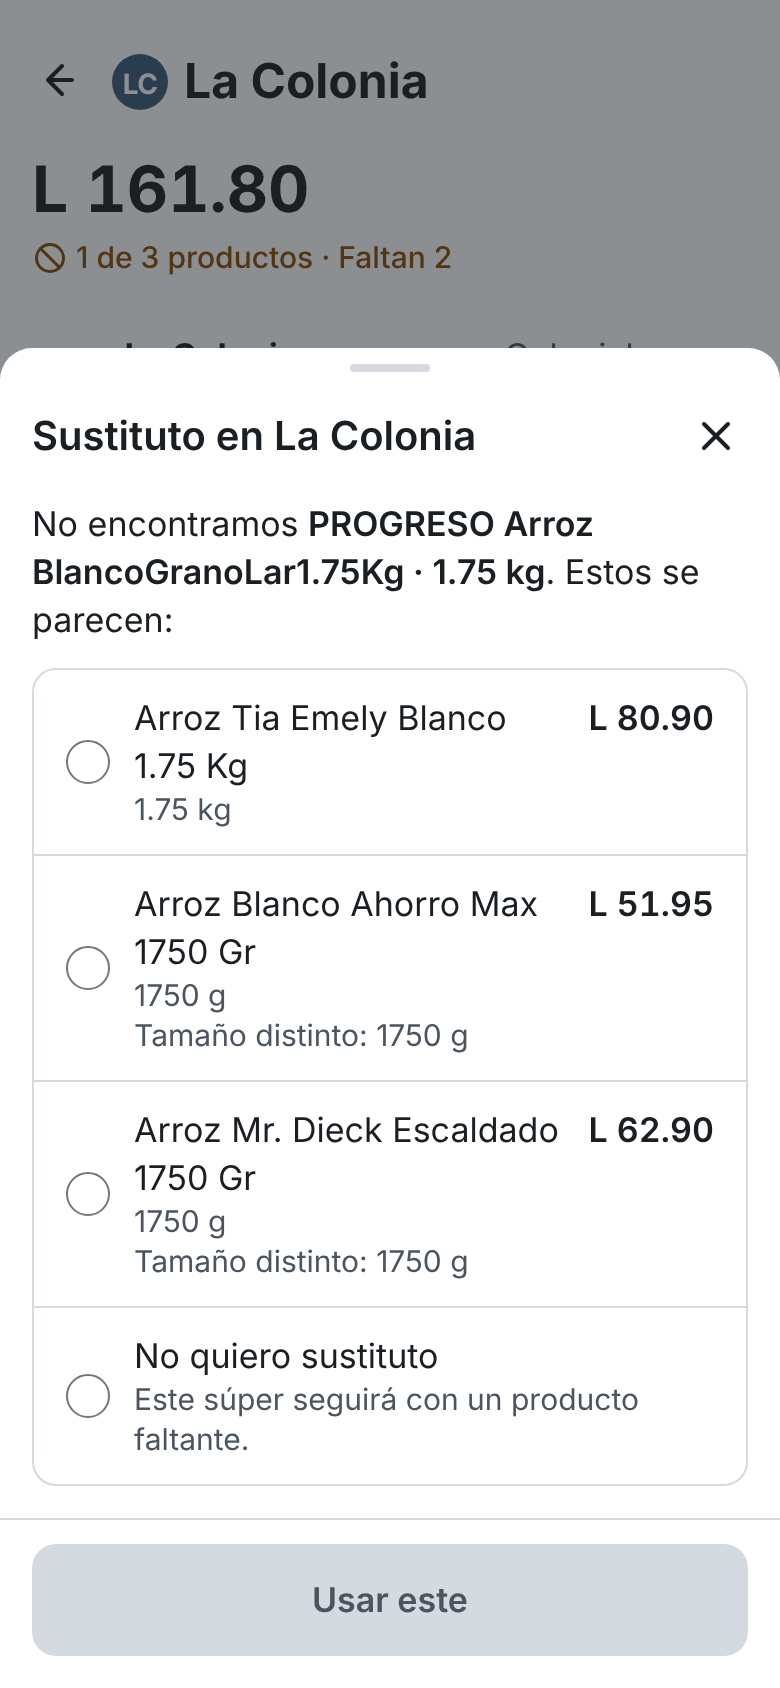 LC La Colonia
L 161.80
1 de 3 productos · Faltan 2
Sustituto en La Colonia
No encontramos PROGRESO Arroz
BlancoGranoLar1.75Kg · 1.75 kg. Estos se
parecen:
Arroz Tia Emely Blanco L 80.90
1.75 Kg
1.75 kg
Arroz Blanco Ahorro Max L 51.95
1750 Gr
1750 g
Tamaño distinto: 1750 g
Arroz Mr. Dieck Escaldado L 62.90
1750 Gr
1750 g
Tamaño distinto: 1750 g
No quiero sustituto
Este súper seguirá con un producto
faltante.
Usar este